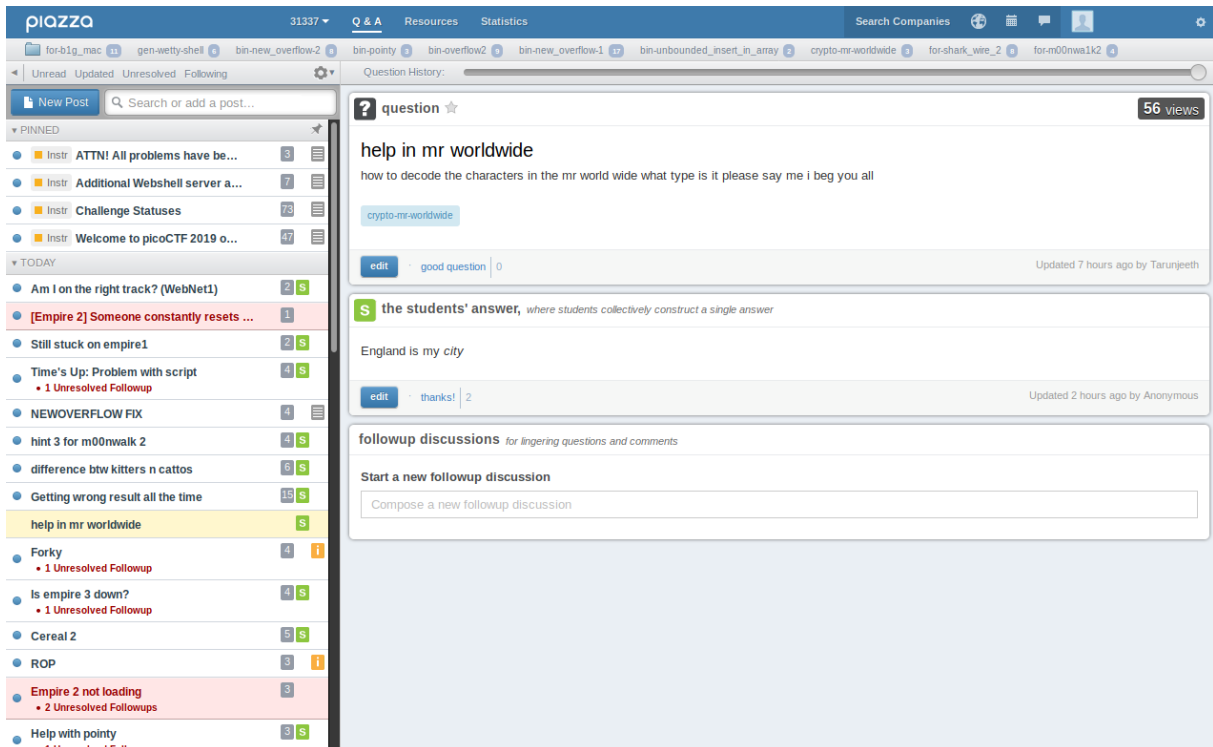 piazza 31337 Q & A Resources Statistics Search Companies
for-b1g_mac 11 gen-wetty-shell 6 bin-new_overflow-2 8 bin-pointy 3 bin-overflow2 9 bin-new_overflow-1 17 bin-unbounded_insert_in_array 2 crypto-mr-worldwide 3 for-shark_wire_2 8 for-m00nwa1k2 4
Unread Updated Unresolved Following
Question History:
New Post
Search or add a post…
PINNED
Instr ATTN! All problems have be… 3
Instr Additional Webshell server a… 7
Instr Challenge Statuses 73
Instr Welcome to picoCTF 2019 o… 47
TODAY
Am I on the right track? (WebNet1) 2 S
[Empire 2] Someone constantly resets … 1
Still stuck on empire1 2 S
Time's Up: Problem with script 4 S
• 1 Unresolved Followup
NEWOVERFLOW FIX 4
hint 3 for m00nwalk 2 4 S
difference btw kitters n cattos 6 S
Getting wrong result all the time 15 S
help in mr worldwide S
Forky 4 i
• 1 Unresolved Followup
Is empire 3 down? 4 S
• 1 Unresolved Followup
Cereal 2 5 S
ROP 3 i
Empire 2 not loading 3
• 2 Unresolved Followups
Help with pointy 3 S
? question
56 views
help in mr worldwide
how to decode the characters in the mr world wide what type is it please say me i beg you all
crypto-mr-worldwide
edit · good question 0
Updated 7 hours ago by Tarunjeeth
S the students' answer, where students collectively construct a single answer
England is my city
edit · thanks! 2
Updated 2 hours ago by Anonymous
followup discussions for lingering questions and comments
Start a new followup discussion
Compose a new followup discussion